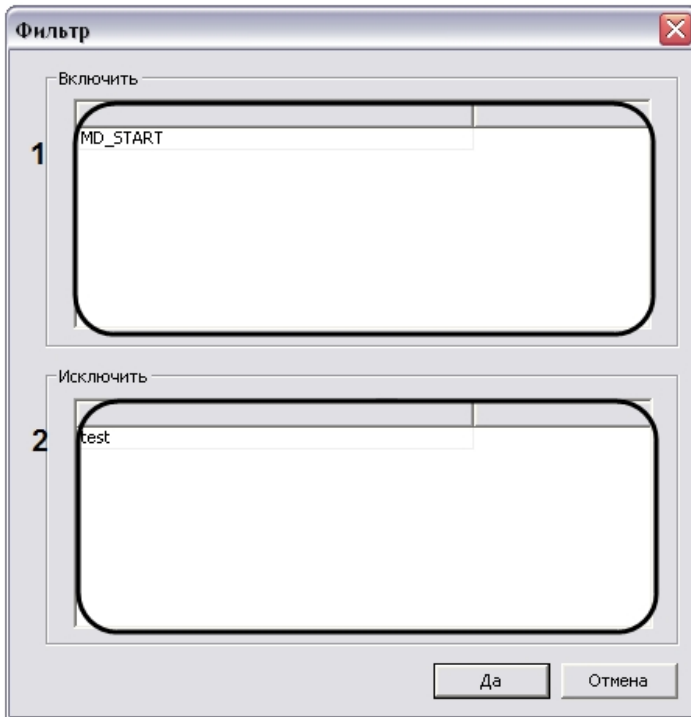 Фильтр
Включить
1
MD_START
Исключить
2
test
Да
Отмена